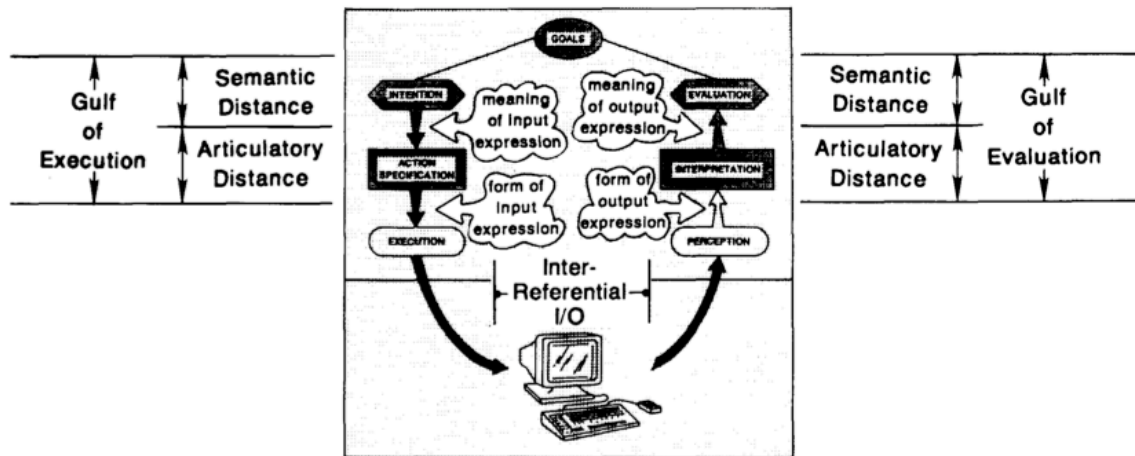 GOALS
Gulf
of
Execution
Semantic
Distance
Articulatory
Distance
INTENTION
meaning
of Input
expression
ACTION
SPECIFICATION
form of
Input
expression
EXECUTION
meaning
of output
expression
EVALUATION
form of
output
expression
INTERPRETATION
PERCEPTION
Inter-
Referential
I/O
Semantic
Distance
Articulatory
Distance
Gulf
of
Evaluation